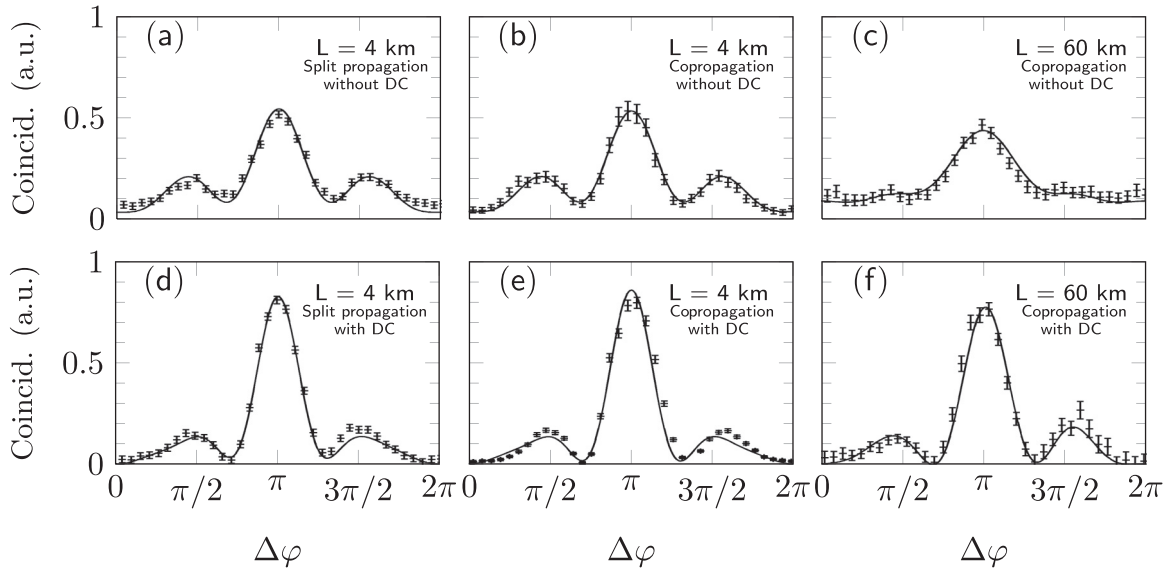 1
(a)
L = 4 km
Split propagation
without DC
(b)
L = 4 km
Copropagation
without DC
(c)
L = 60 km
Copropagation
without DC
Coincid. (a.u.)
0.5
0
1
(d)
L = 4 km
Split propagation
with DC
(e)
L = 4 km
Copropagation
with DC
(f)
L = 60 km
Copropagation
with DC
Coincid. (a.u.)
0.5
0
0 π/2 π 3π/2 2π 0 π/2 π 3π/2 2π 0 π/2 π 3π/2 2π
Δφ Δφ Δφ